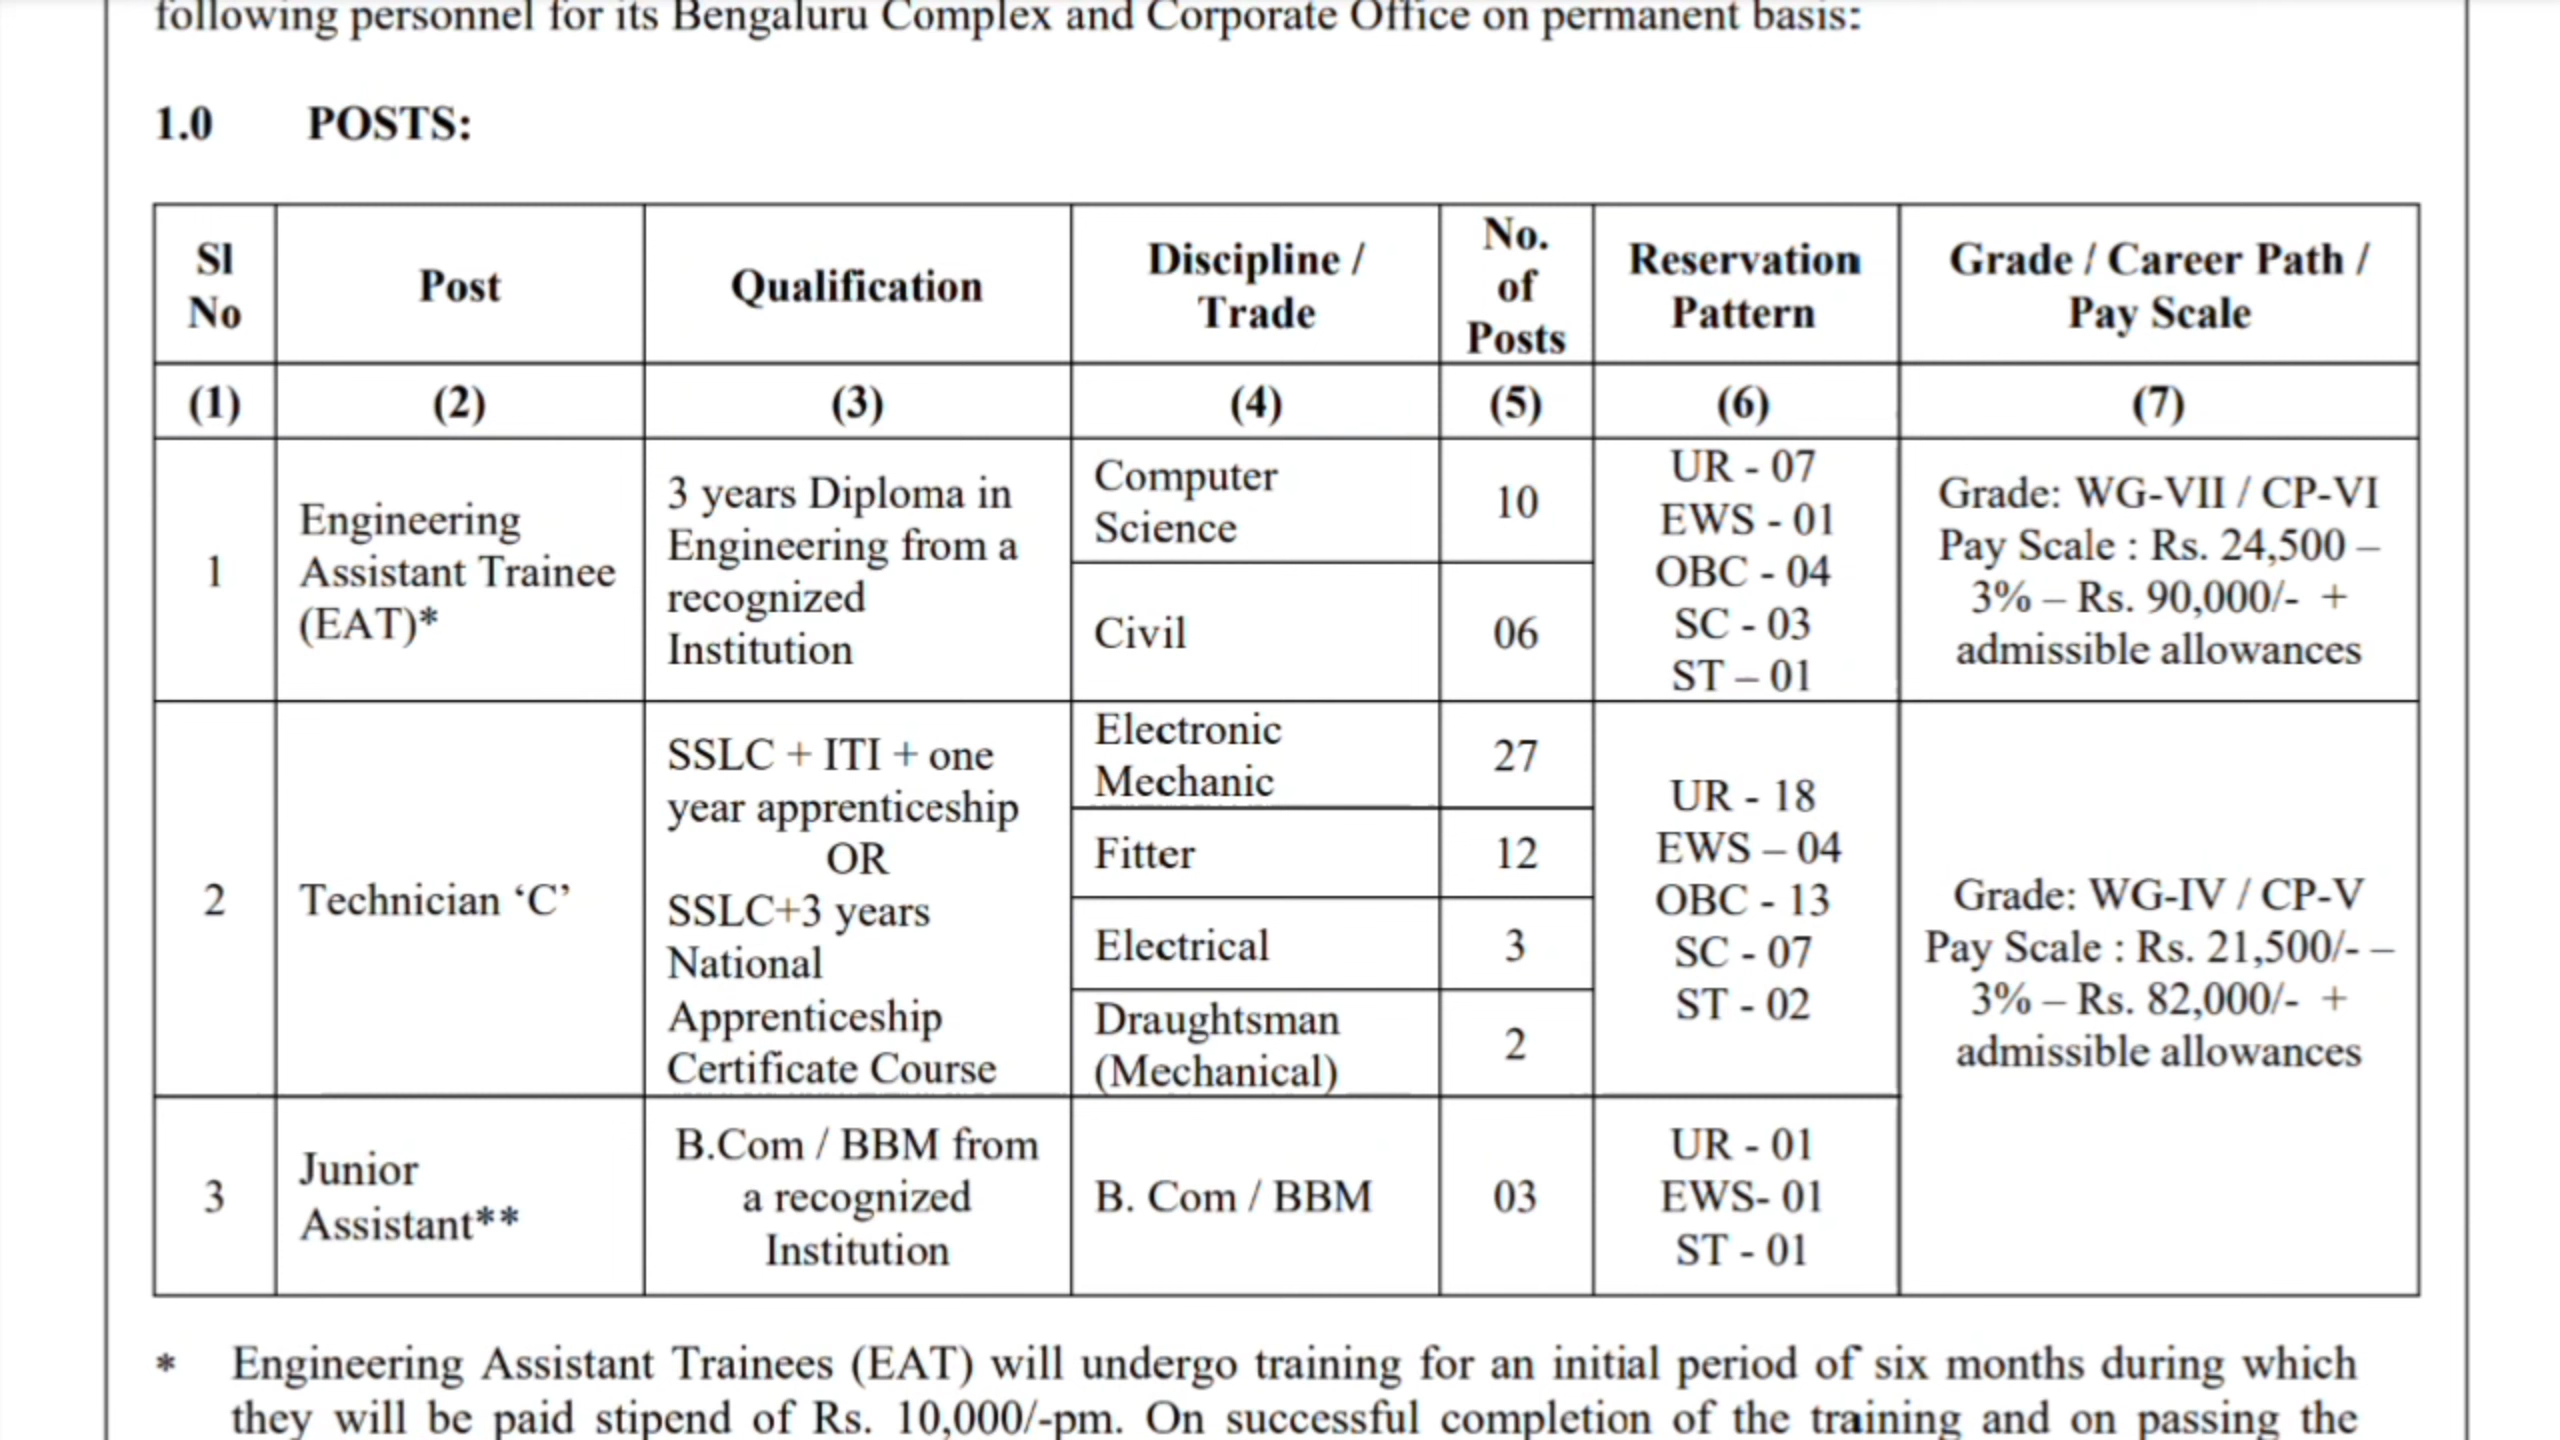 following personnel for its Bengaluru Complex and Corporate Office on permanent basis:
1.0 POSTS:
Sl No
Post
Qualification
Discipline / Trade
No. of Posts
Reservation Pattern
Grade / Career Path / Pay Scale
(1) (2) (3) (4) (5) (6) (7)
1
Engineering
Assistant Trainee
(EAT)*
3 years Diploma in
Engineering from a
recognized
Institution
Computer
Science
10
Civil
06
UR - 07
EWS - 01
OBC - 04
SC - 03
ST – 01
Grade: WG-VII / CP-VI
Pay Scale : Rs. 24,500 –
3% – Rs. 90,000/- +
admissible allowances
2
Technician ‘C’
SSLC + ITI + one
year apprenticeship
OR
SSLC+3 years
National
Apprenticeship
Certificate Course
Electronic
Mechanic
27
Fitter
12
Electrical
3
Draughtsman
(Mechanical)
2
UR - 18
EWS – 04
OBC - 13
SC - 07
ST - 02
Grade: WG-IV / CP-V
Pay Scale : Rs. 21,500/- –
3% – Rs. 82,000/- +
admissible allowances
3
Junior
Assistant**
B.Com / BBM from
a recognized
Institution
B. Com / BBM
03
UR - 01
EWS- 01
ST - 01
* Engineering Assistant Trainees (EAT) will undergo training for an initial period of six months during which
they will be paid stipend of Rs. 10,000/-pm. On successful completion of the training and on passing the